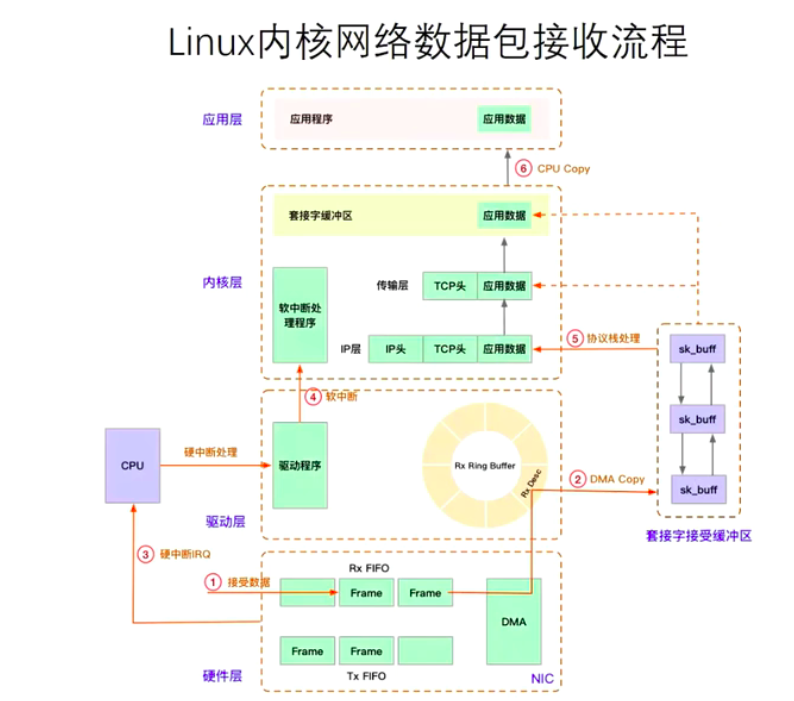 Linux内核网络数据包接收流程
应用层
应用程序
应用数据
⑥ CPU Copy
套接字缓冲区
应用数据
内核层
软中断处
理程序
传输层
TCP头
应用数据
IP层
IP头
TCP头
应用数据
⑤ 协议栈处理
sk_buff
sk_buff
sk_buff
套接字接受缓冲区
④ 软中断
CPU
硬中断处理
驱动程序
Rx Ring Buffer
Rx Desc
② DMA Copy
驱动层
③ 硬中断IRQ
① 接受数据
Rx FIFO
Frame
Frame
DMA
Frame
Frame
Tx FIFO
硬件层
NIC